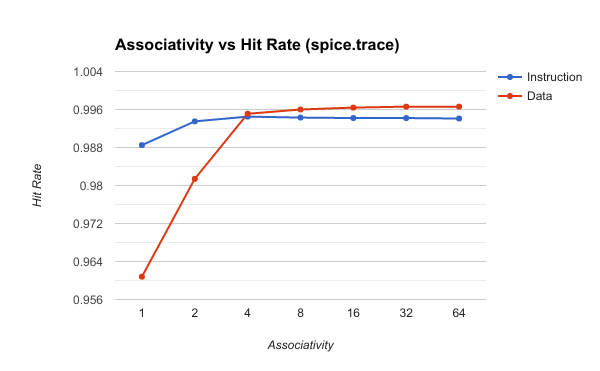 Associativity vs Hit Rate (spice.trace)
1.004
0.996
0.988
0.98
0.972
0.964
0.956
Hit Rate
1 2 4 8 16 32 64
Associativity
Instruction
Data